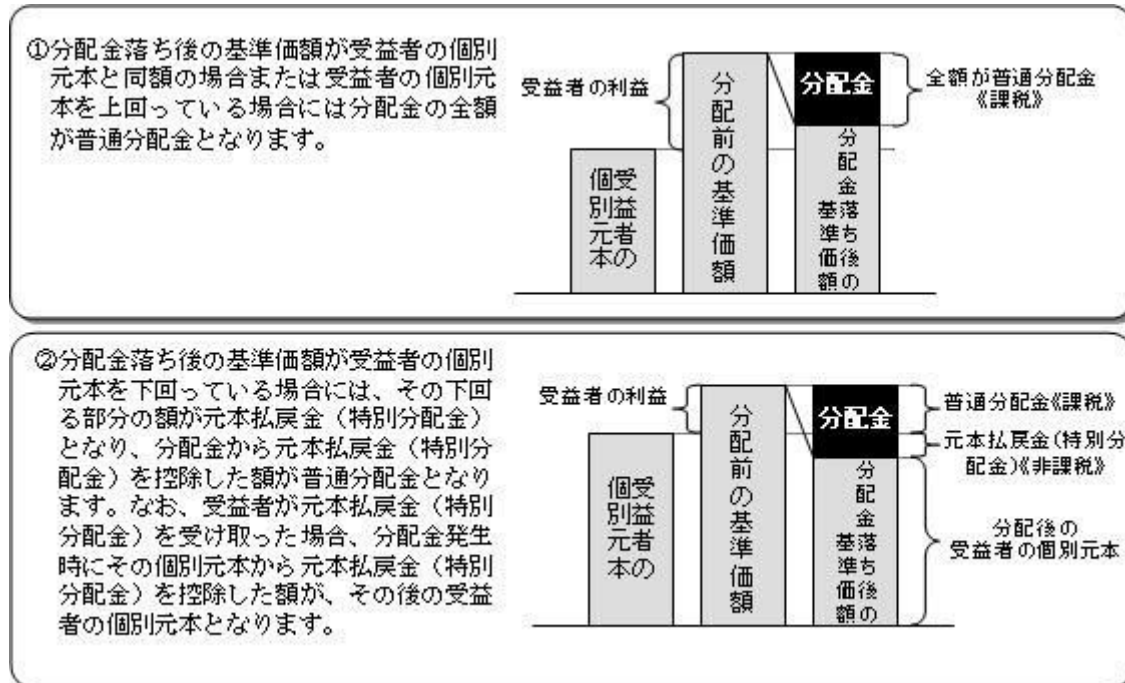 ①分配金落ち後の基準価額が受益者の個別
元本と同額の場合または受益者の個別元
本を上回っている場合には分配金の全額
が普通分配金となります。
受益者の利益
受益者の
個別元本
分配前の基準価額
分配金
分配金落ち後の
基準価額
全額が普通分配金
《課税》
②分配金落ち後の基準価額が受益者の個別
元本を下回っている場合には、その下回
る部分の額が元本払戻金（特別分配金）
となり、分配金から元本払戻金（特別分
配金）を控除した額が普通分配金となり
ます。なお、受益者が元本払戻金（特別
分配金）を受け取った場合、分配金発生
時にその個別元本から元本払戻金（特別
分配金）を控除した額が、その後の受益
者の個別元本となります。
受益者の利益
受益者の
個別元本
分配前の基準価額
分配金
分配金落ち後の
基準価額
普通分配金《課税》
元本払戻金(特別分
配金)《非課税》
分配後の
受益者の個別元本